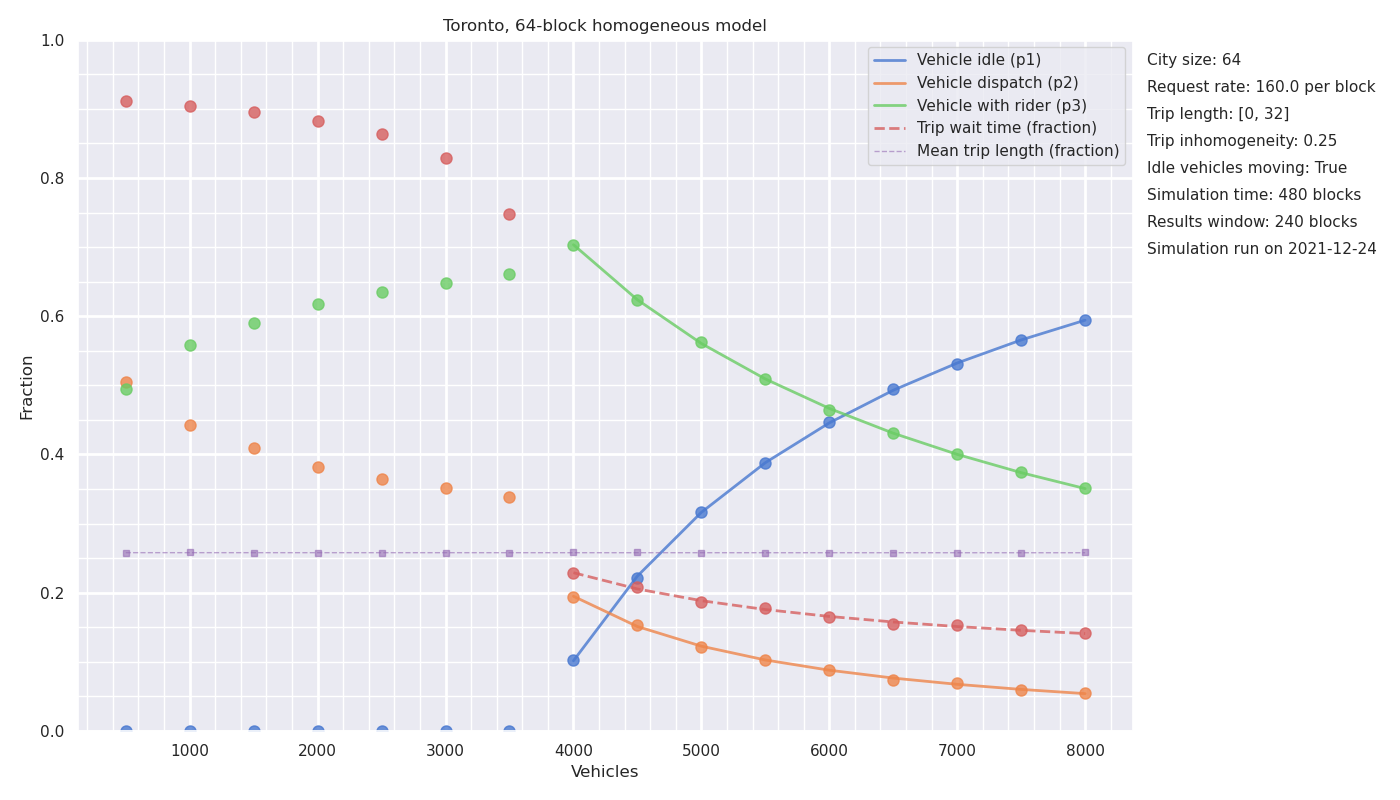 Toronto, 64-block homogeneous model
1.0
0.8
0.6
0.4
0.2
0.0
Fraction
1000 2000 3000 4000 5000 6000 7000 8000
Vehicles
Vehicle idle (p1)
Vehicle dispatch (p2)
Vehicle with rider (p3)
Trip wait time (fraction)
Mean trip length (fraction)
City size: 64
Request rate: 160.0 per block
Trip length: [0, 32]
Trip inhomogeneity: 0.25
Idle vehicles moving: True
Simulation time: 480 blocks
Results window: 240 blocks
Simulation run on 2021-12-24